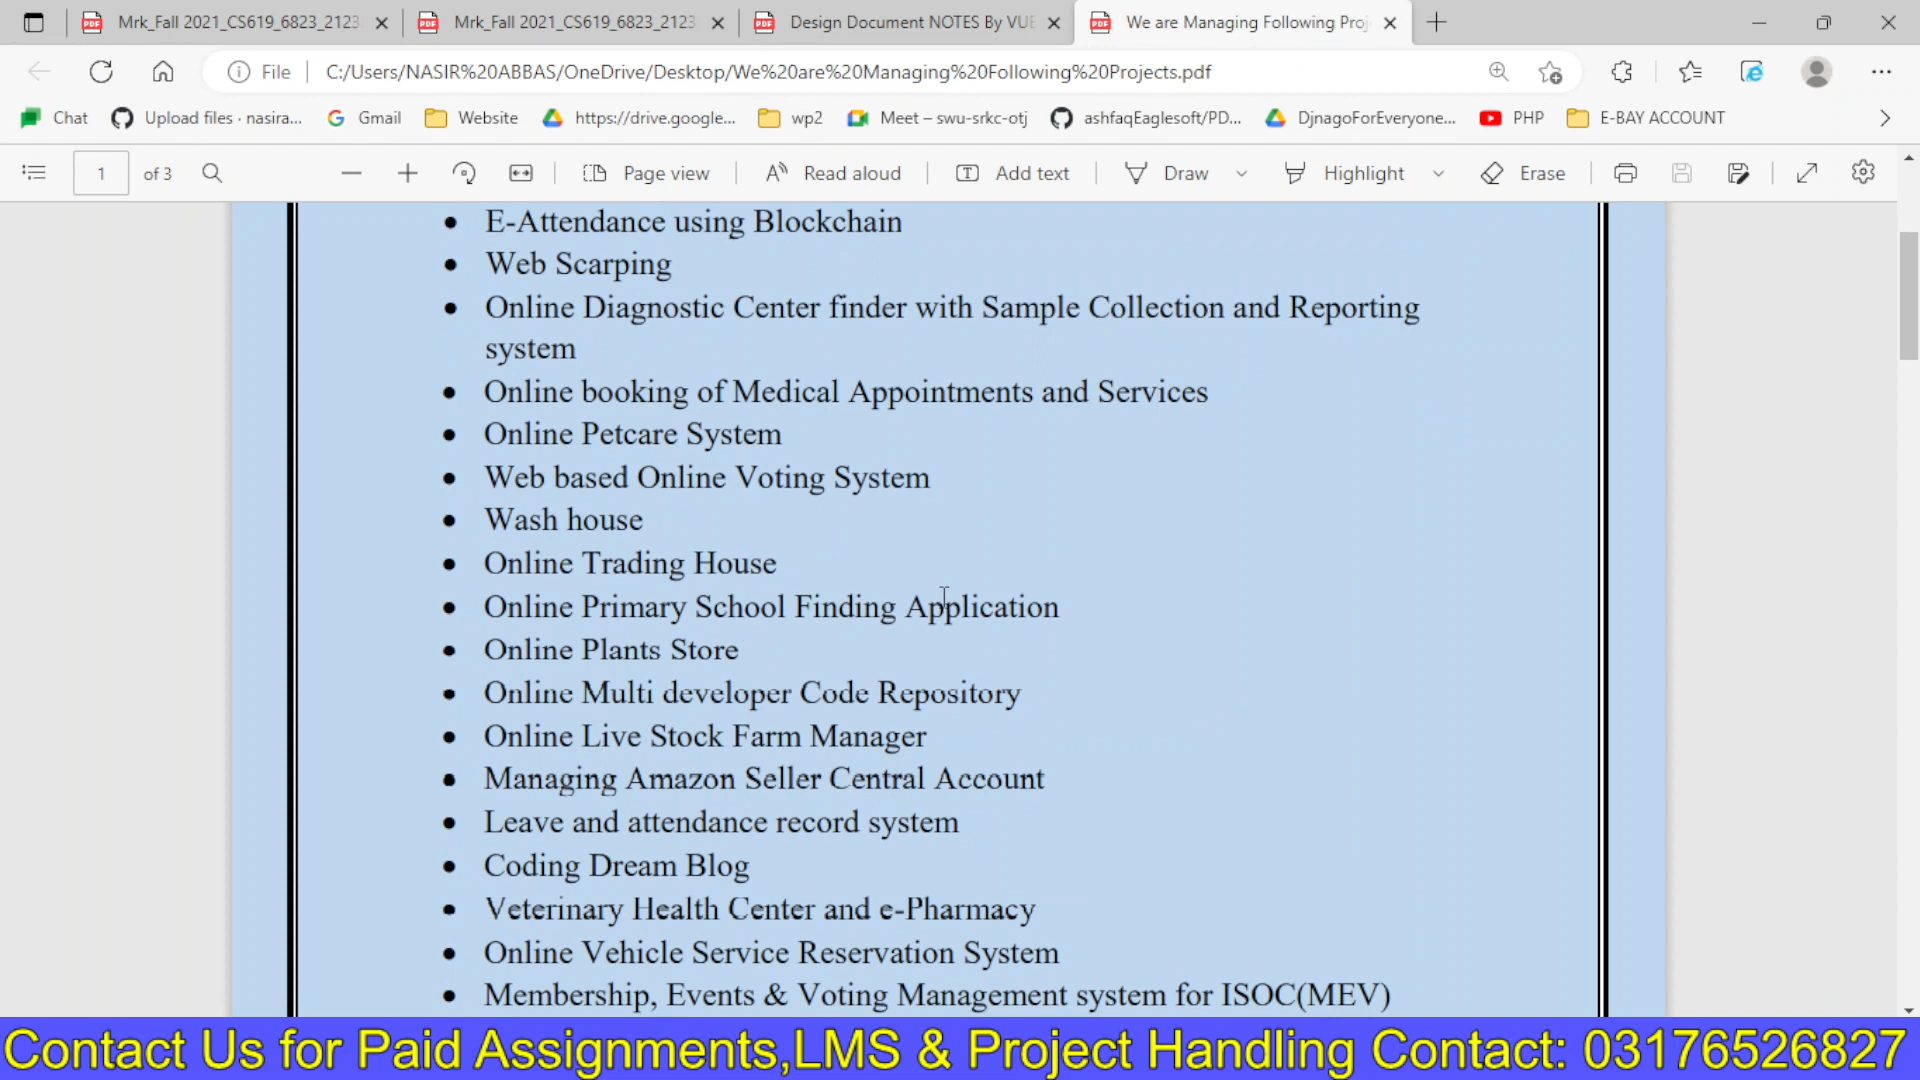 Mrk_Fall 2021_CS619_6823_2123
Mrk_Fall 2021_CS619_6823_2123
Design Document NOTES By VUE
We are Managing Following Proj
File
C:/Users/NASIR%20ABBAS/OneDrive/Desktop/We%20are%20Managing%20Following%20Projects.pdf
Chat
Upload files · nasira...
Gmail
Website
https://drive.google...
wp2
Meet – swu-srkc-otj
ashfaqEaglesoft/PD...
DjnagoForEveryone...
PHP
E-BAY ACCOUNT
1 of 3
Page view
Read aloud
Add text
Draw
Highlight
Erase
• E-Attendance using Blockchain
• Web Scarping
• Online Diagnostic Center finder with Sample Collection and Reporting
system
• Online booking of Medical Appointments and Services
• Online Petcare System
• Web based Online Voting System
• Wash house
• Online Trading House
• Online Primary School Finding Application
• Online Plants Store
• Online Multi developer Code Repository
• Online Live Stock Farm Manager
• Managing Amazon Seller Central Account
• Leave and attendance record system
• Coding Dream Blog
• Veterinary Health Center and e-Pharmacy
• Online Vehicle Service Reservation System
• Membership, Events & Voting Management system for ISOC(MEV)
Contact Us for Paid Assignments,LMS & Project Handling Contact: 03176526827